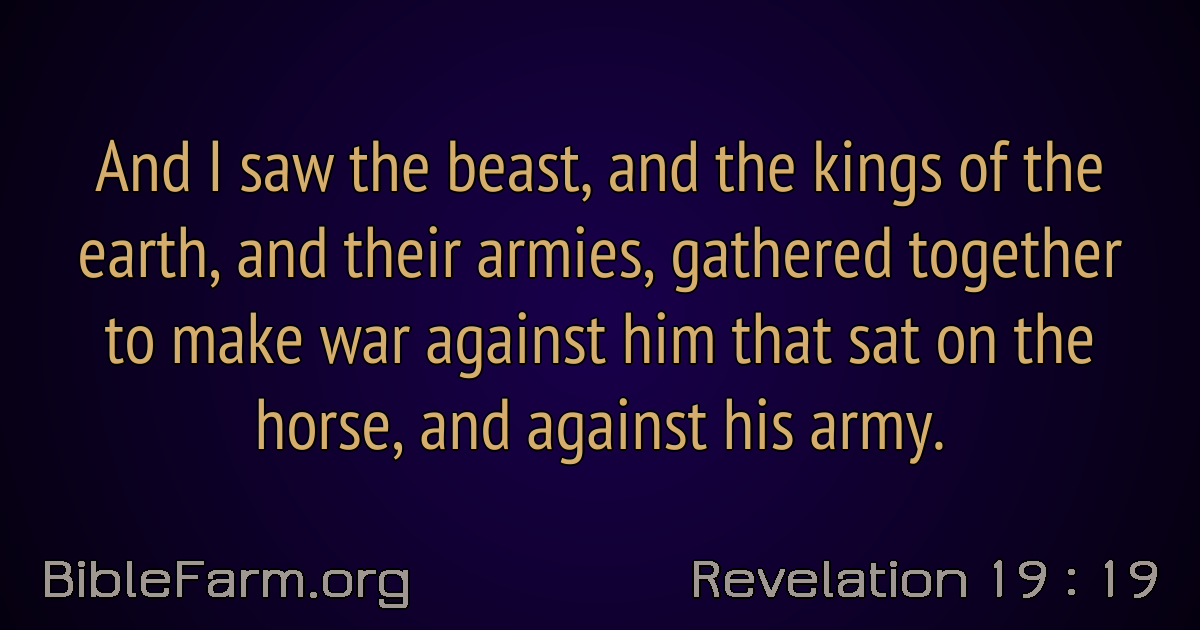 And I saw the beast, and the kings of the
earth, and their armies, gathered together
to make war against him that sat on the
horse, and against his army.
BibleFarm.org
Revelation 19 : 19